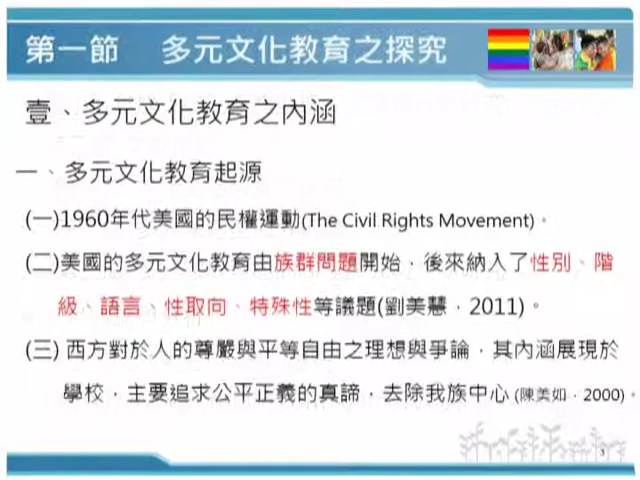 第一節 多元文化教育之探究
壹、多元文化教育之內涵
一、多元文化教育起源
(一)1960年代美國的民權運動(The Civil Rights Movement)。
(二)美國的多元文化教育由族群問題開始，後來納入了性別、階
級、語言、性取向、特殊性等議題(劉美慧，2011)。
(三) 西方對於人的尊嚴與平等自由之理想與爭論，其內涵展現於
學校，主要追求公平正義的真諦，去除我族中心 (陳美如，2000)。
3